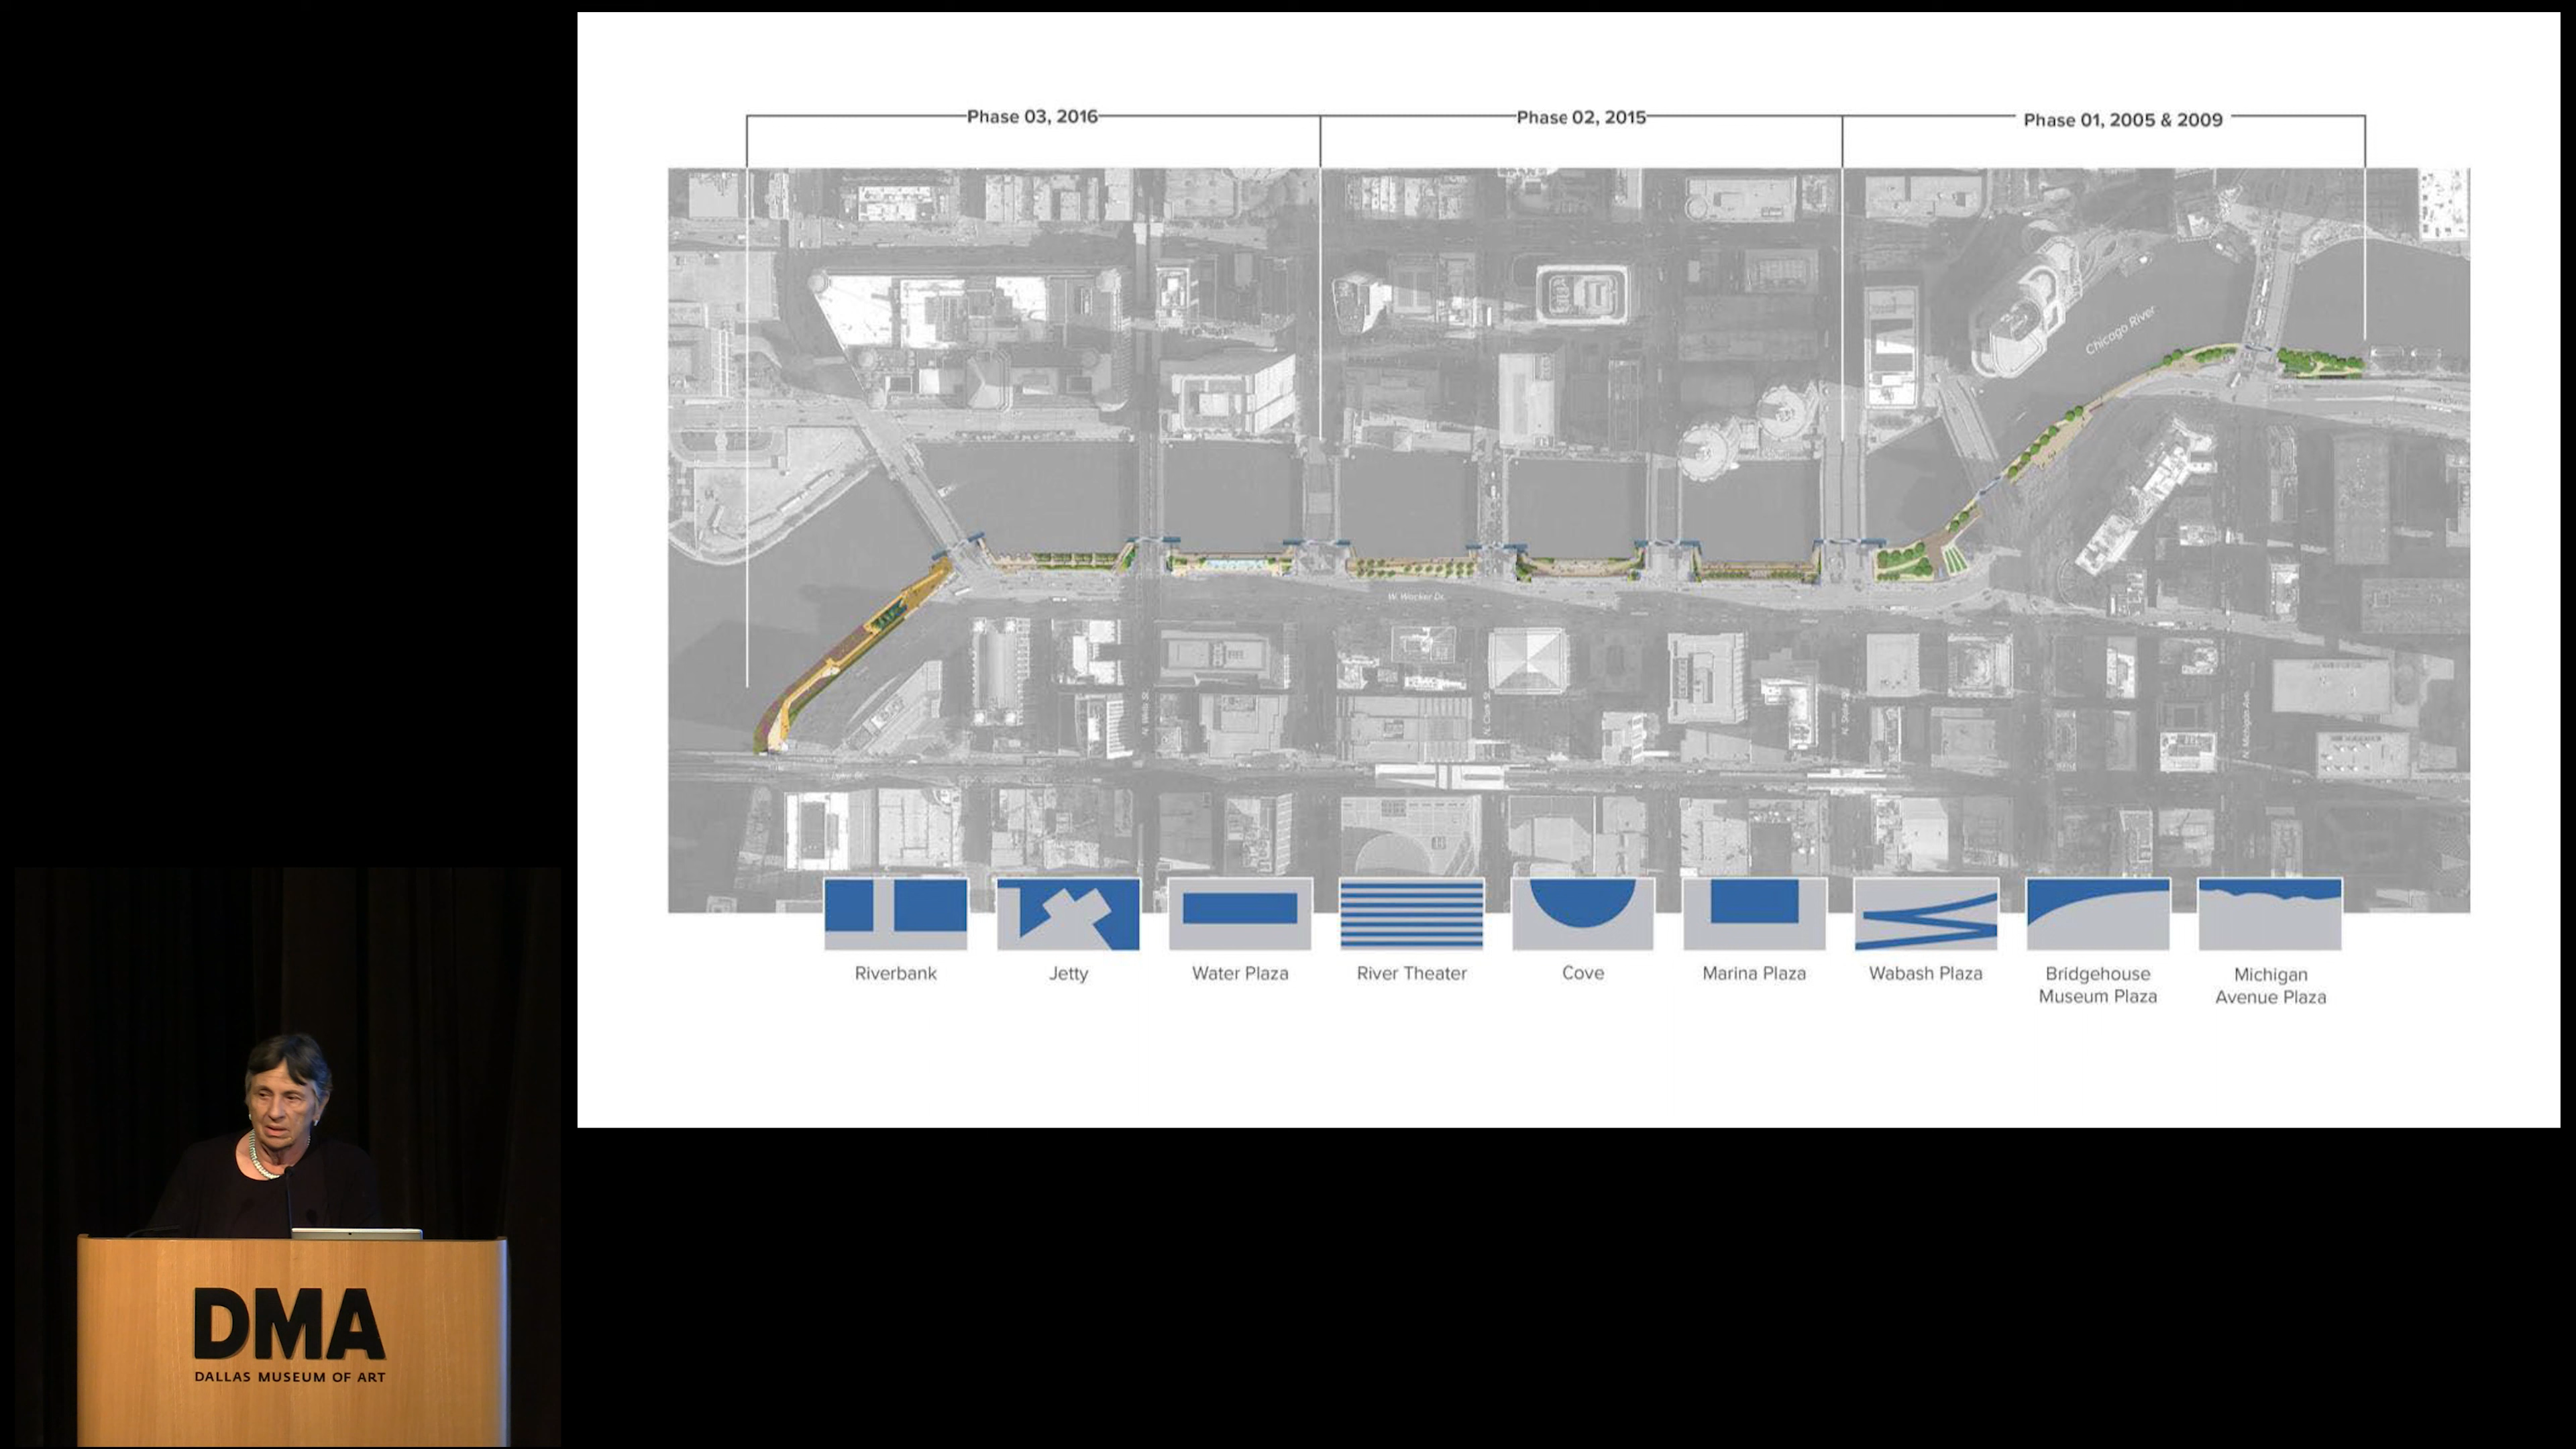 Phase 03, 2016
Phase 02, 2015
Phase 01, 2005 & 2009
Chicago River
W. Wacker Dr.
N. Wells St.
N. Clark St.
N. State St.
N. Michigan Ave.
Riverbank
Jetty
Water Plaza
River Theater
Cove
Marina Plaza
Wabash Plaza
Bridgehouse
Museum Plaza
Michigan
Avenue Plaza
DMA
DALLAS MUSEUM OF ART